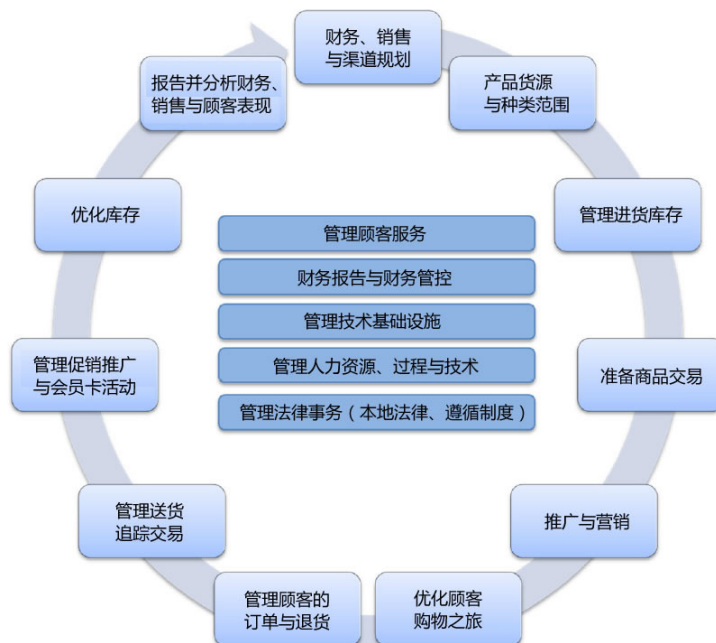 财务、销售
与渠道规划
产品货源
与种类范围
管理进货库存
准备商品交易
推广与营销
优化顾客
购物之旅
管理顾客的
订单与退货
管理送货
追踪交易
管理促销推广
与会员卡活动
优化库存
报告并分析财务、
销售与顾客表现
管理顾客服务
财务报告与财务管控
管理技术基础设施
管理人力资源、过程与技术
管理法律事务（本地法律、遵循制度）